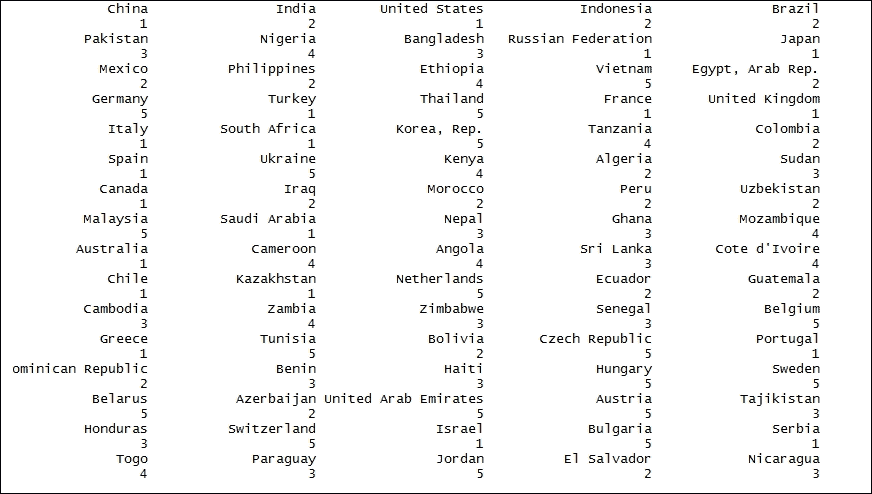 China India United States Indonesia Brazil
1 2 1 2 2
Pakistan Nigeria Bangladesh Russian Federation Japan
3 4 3 1 1
Mexico Philippines Ethiopia Vietnam Egypt, Arab Rep.
2 2 4 5 2
Germany Turkey Thailand France United Kingdom
5 1 5 1 1
Italy South Africa Korea, Rep. Tanzania Colombia
1 1 5 4 2
Spain Ukraine Kenya Algeria Sudan
1 5 4 2 3
Canada Iraq Morocco Peru Uzbekistan
1 2 2 2 2
Malaysia Saudi Arabia Nepal Ghana Mozambique
5 1 3 3 4
Australia Cameroon Angola Sri Lanka Cote d'Ivoire
1 4 4 3 4
Chile Kazakhstan Netherlands Ecuador Guatemala
1 1 5 2 2
Cambodia Zambia Zimbabwe Senegal Belgium
3 4 3 3 5
Greece Tunisia Bolivia Czech Republic Portugal
1 5 2 5 1
ominican Republic Benin Haiti Hungary Sweden
2 3 3 5 5
Belarus Azerbaijan United Arab Emirates Austria Tajikistan
5 2 5 5 3
Honduras Switzerland Israel Bulgaria Serbia
3 5 1 5 1
Togo Paraguay Jordan El Salvador Nicaragua
4 3 5 2 3